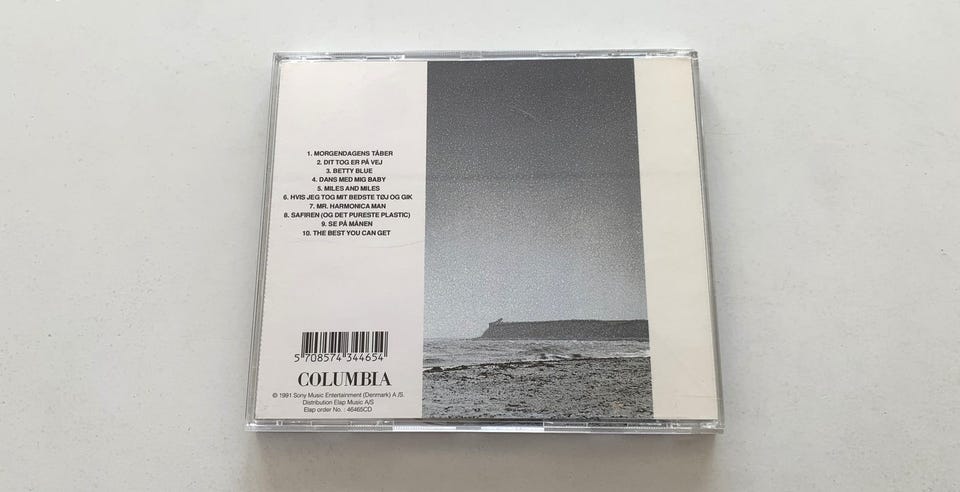 1. MORGENDAGENS TÅBER
2. DIT TOG ER PÅ VEJ
3. BETTY BLUE
4. DANS MED MIG BABY
5. MILES AND MILES
6. HVIS JEG TOG MIT BEDSTE TØJ OG GIK
7. MR. HARMONICA MAN
8. SAFIREN (OG DET PURESTE PLASTIC)
9. SE PÅ MÅNEN
10. THE BEST YOU CAN GET
5 708574 344654
COLUMBIA
© 1991 Sony Music Entertainment (Denmark) A /S.
Distribution Elap Music A/S
Elap order No. : 46465CD